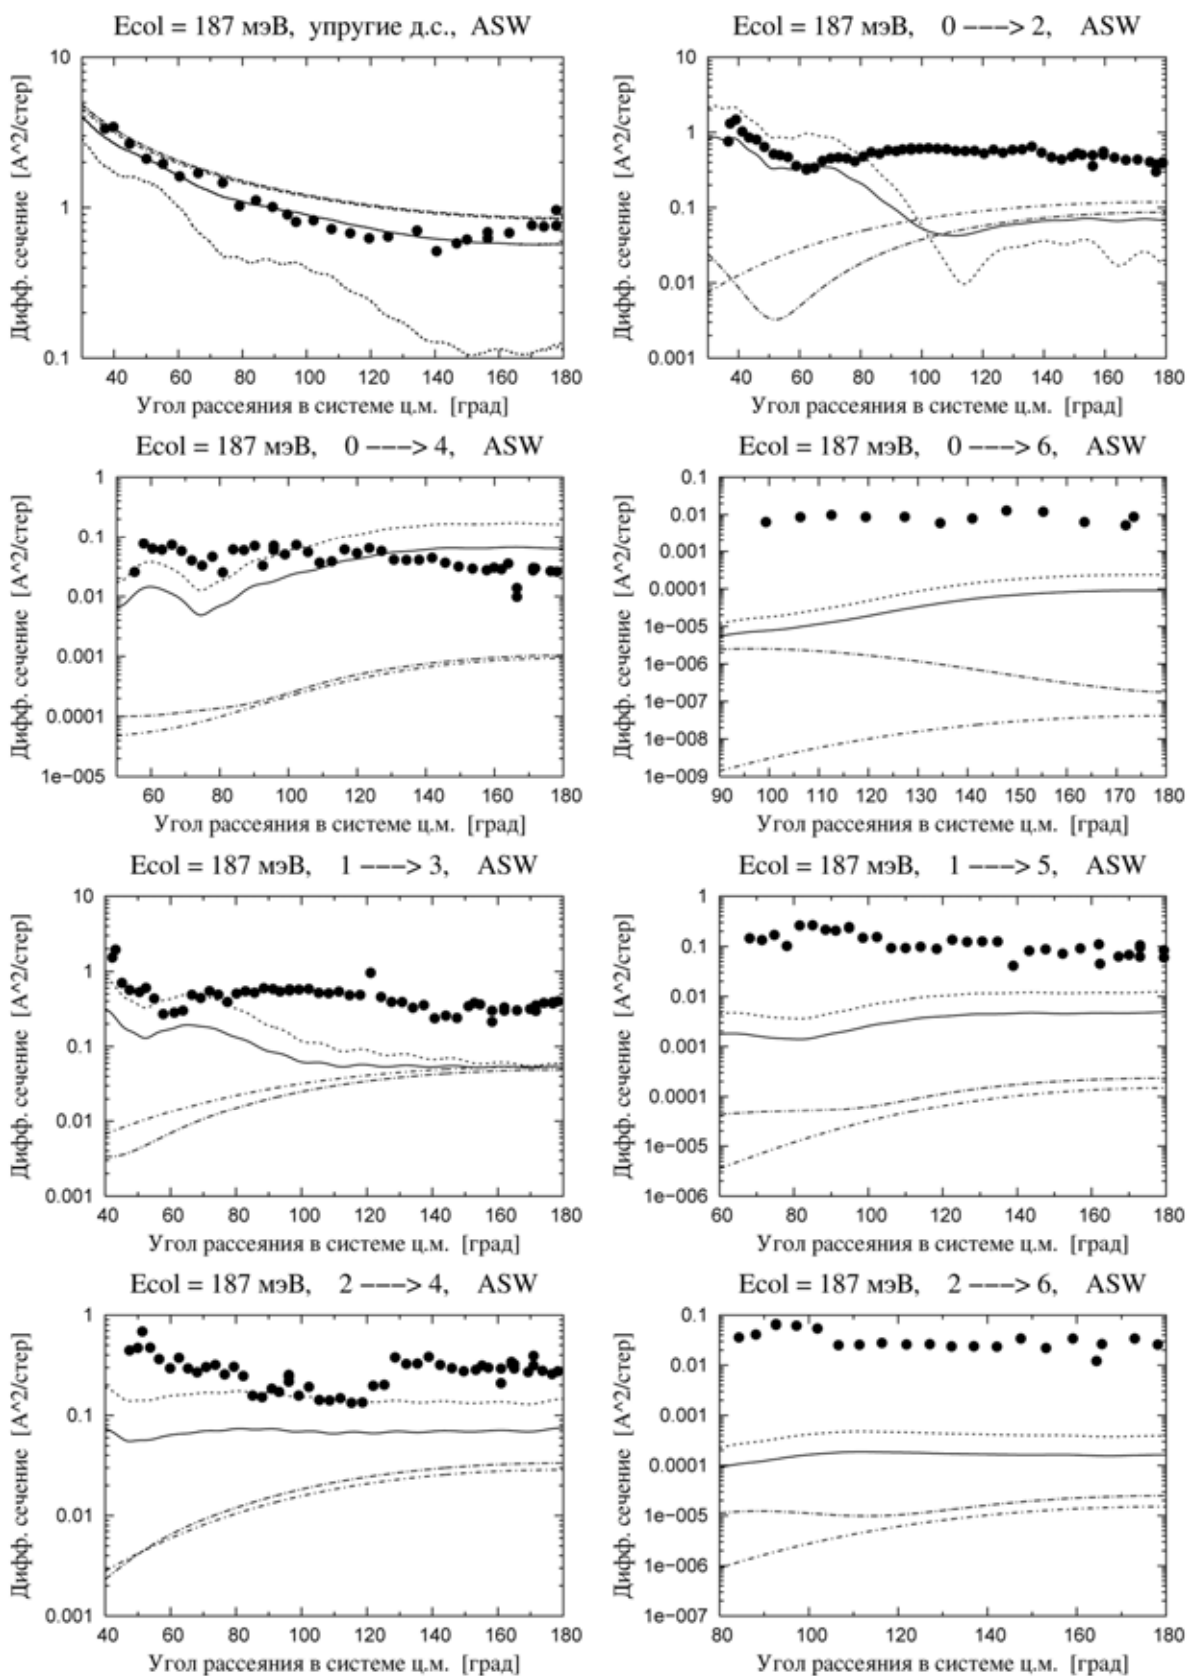 Ecol = 187 мэВ, упругие д.с., ASW
Дифф. сечение [A^2/стер]
10
1
0.1
40 60 80 100 120 140 160 180
Угол рассеяния в системе ц.м. [град]
Ecol = 187 мэВ, 0 −−−> 2, ASW
Дифф. сечение [A^2/стер]
10
1
0.1
0.01
0.001
40 60 80 100 120 140 160 180
Угол рассеяния в системе ц.м. [град]
Ecol = 187 мэВ, 0 −−−> 4, ASW
Дифф. сечение [A^2/стер]
1
0.1
0.01
0.001
0.0001
1e−005
60 80 100 120 140 160 180
Угол рассеяния в системе ц.м. [град]
Ecol = 187 мэВ, 0 −−−> 6, ASW
Дифф. сечение [A^2/стер]
0.1
0.01
0.001
0.0001
1e−005
1e−006
1e−007
1e−008
1e−009
90 100 110 120 130 140 150 160 170 180
Угол рассеяния в системе ц.м. [град]
Ecol = 187 мэВ, 1 −−−> 3, ASW
Дифф. сечение [A^2/стер]
10
1
0.1
0.01
0.001
40 60 80 100 120 140 160 180
Угол рассеяния в системе ц.м. [град]
Ecol = 187 мэВ, 1 −−−> 5, ASW
Дифф. сечение [A^2/стер]
1
0.1
0.01
0.001
0.0001
1e−005
1e−006
60 80 100 120 140 160 180
Угол рассеяния в системе ц.м. [град]
Ecol = 187 мэВ, 2 −−−> 4, ASW
Дифф. сечение [A^2/стер]
1
0.1
0.01
0.001
40 60 80 100 120 140 160 180
Угол рассеяния в системе ц.м. [град]
Ecol = 187 мэВ, 2 −−−> 6, ASW
Дифф. сечение [A^2/стер]
0.1
0.01
0.001
0.0001
1e−005
1e−006
1e−007
80 100 120 140 160 180
Угол рассеяния в системе ц.м. [град]